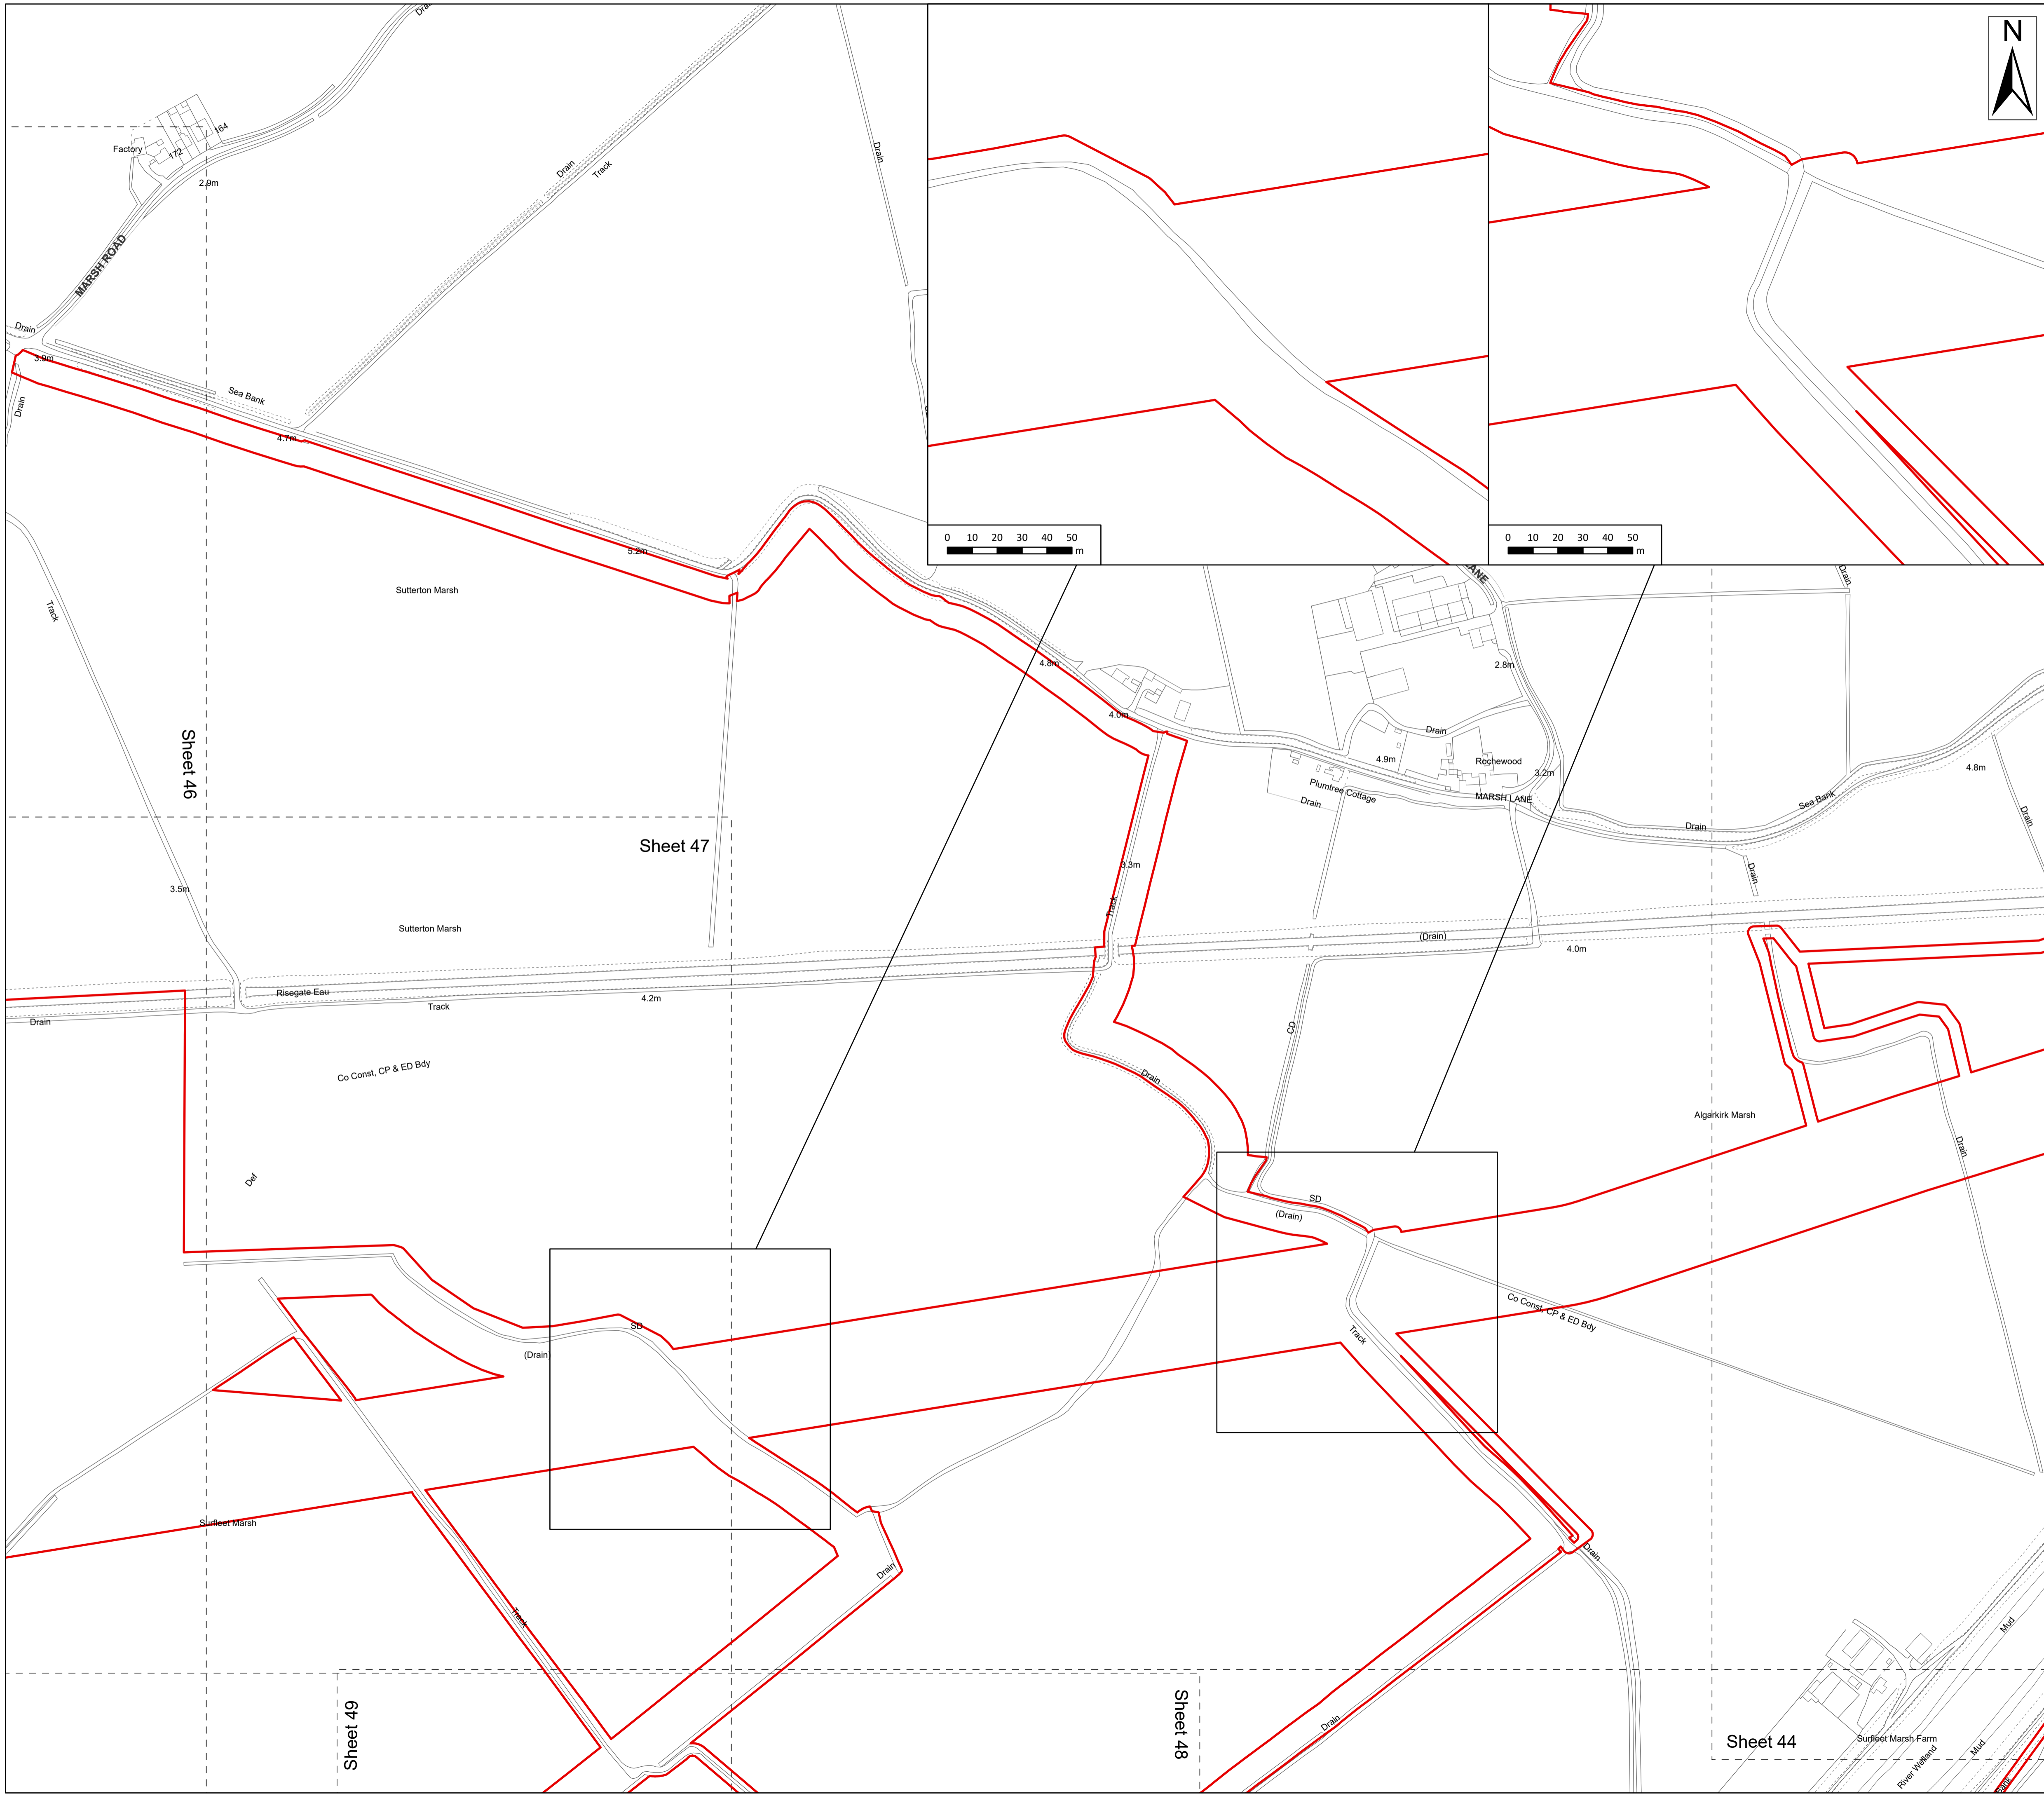 Drain
N
164
172
Factory
2.9m
Drain
Track
Drain
MARSH ROAD
Drain
3.9m
Drain
Sea Bank
4.7m
5.2m
0 10 20 30 40 50 m
0 10 20 30 40 50 m
Sutterton Marsh
Track
LANE
Drain
4.8m
2.8m
4.0m
Drain
4.9m
Rochewood
3.2m
Plumtree Cottage
Drain
MARSH LANE
4.8m
Sea Bank
Drain
Drain
Drain
Sheet 46
Sheet 47
3.3m
3.5m
Track
Sutterton Marsh
(Drain)
4.0m
Risegate Eau
Track
4.2m
Drain
CD
Co Const, CP & ED Bdy
Drain
Algarkirk Marsh
Drain
Def
SD
(Drain)
Co Const, CP & ED Bdy
SD
(Drain)
Track
Surfleet Marsh
Drain
Drain
Track
Mud
Sheet 49
Sheet 48
Drain
Sheet 44
Surfleet Marsh Farm
Mud
River Welland
Bank